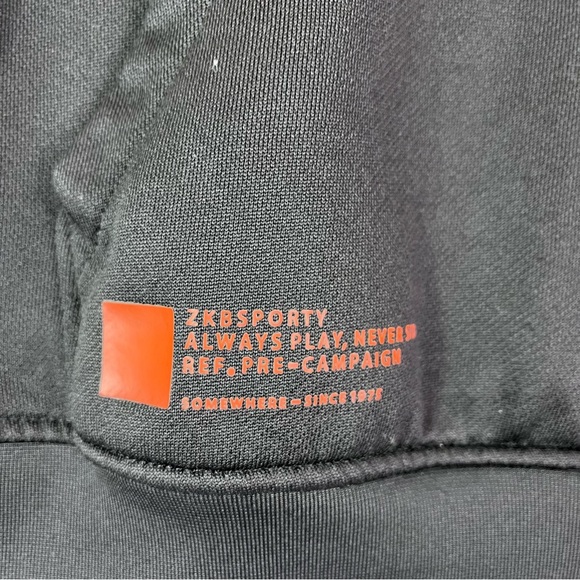 ZKBSPORTY
ALWAYS PLAY, NEVER
REF. PRE-CAMPAIGN
SOMEWHERE - SINCE 1975